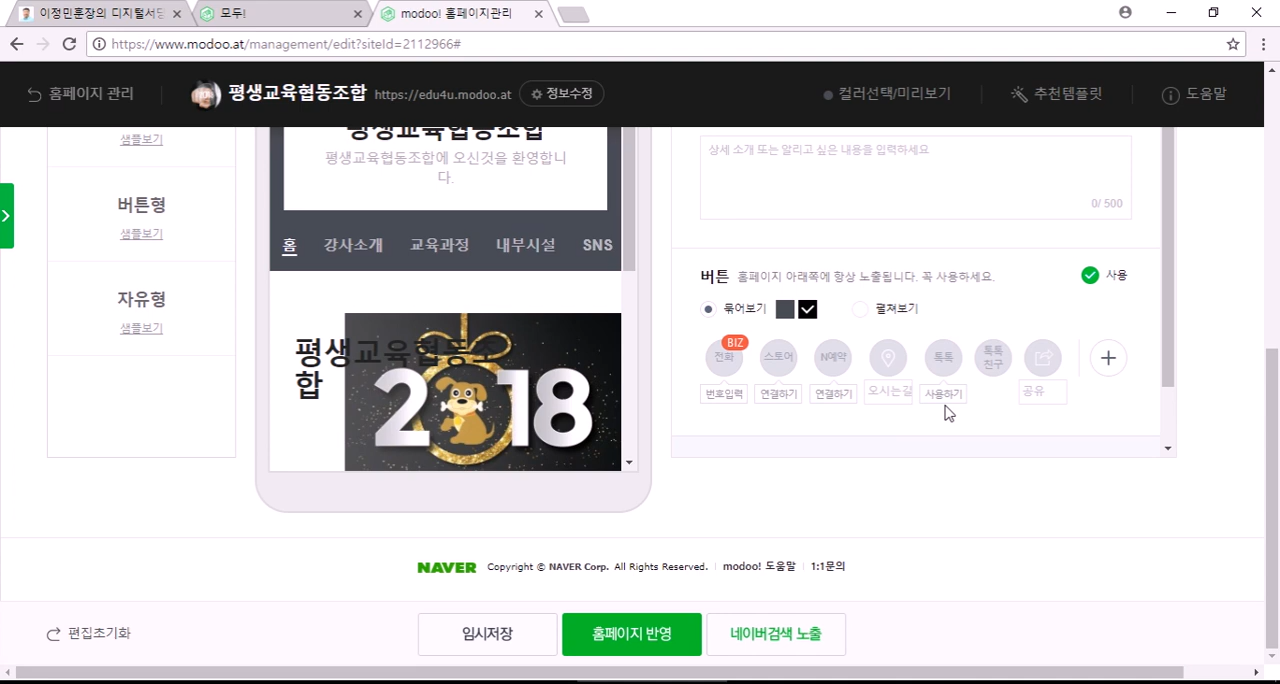 이정민훈장의 디지털서당
모두!
modoo! 홈페이지관리
https://www.modoo.at/management/edit?siteId=2112966#
홈페이지 관리
평생교육협동조합 https://edu4u.modoo.at 정보수정
컬러선택/미리보기
추천템플릿
도움말
샘플보기
버튼형
샘플보기
자유형
샘플보기
평생교육협동조합
평생교육협동조합에 오신것을 환영합니
다.
홈 강사소개 교육과정 내부시설 SNS
평생교육협동조
합
2018
상세 소개 또는 알리고 싶은 내용을 입력하세요
0/ 500
버튼 홈페이지 아래쪽에 항상 노출됩니다. 꼭 사용하세요.
사용
묶어보기 펼쳐보기
BIZ
전화 스토어 N예약 톡톡 톡톡
친구
번호입력 연결하기 연결하기 오시는길 사용하기 공유
NAVER Copyright © NAVER Corp. All Rights Reserved. modoo! 도움말 1:1문의
편집초기화
임시저장
홈페이지 반영
네이버검색 노출